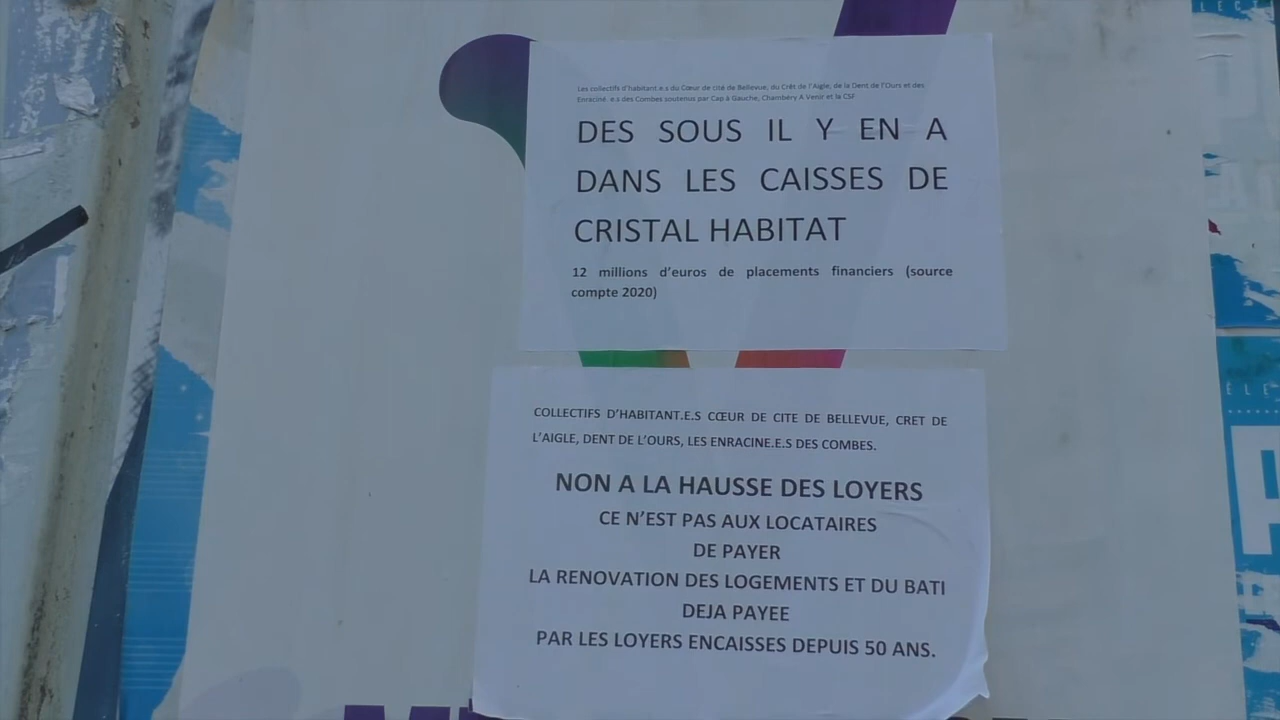 Les collectifs d'habitant.e.s du Cœur de cité de Bellevue, du Crêt de l'Aigle, de la Dent de l'Ours et des
Enraciné. e.s des Combes soutenus par Cap à Gauche, Chambéry A Venir et la CSF
DES SOUS IL Y EN A
DANS LES CAISSES DE
CRISTAL HABITAT
12 millions d'euros de placements financiers (source
compte 2020)
COLLECTIFS D'HABITANT.E.S CŒUR DE CITE DE BELLEVUE, CRET DE
L'AIGLE, DENT DE L'OURS, LES ENRACINE.E.S DES COMBES.
NON A LA HAUSSE DES LOYERS
CE N'EST PAS AUX LOCATAIRES
DE PAYER
LA RENOVATION DES LOGEMENTS ET DU BATI
DEJA PAYEE
PAR LES LOYERS ENCAISSES DEPUIS 50 ANS.